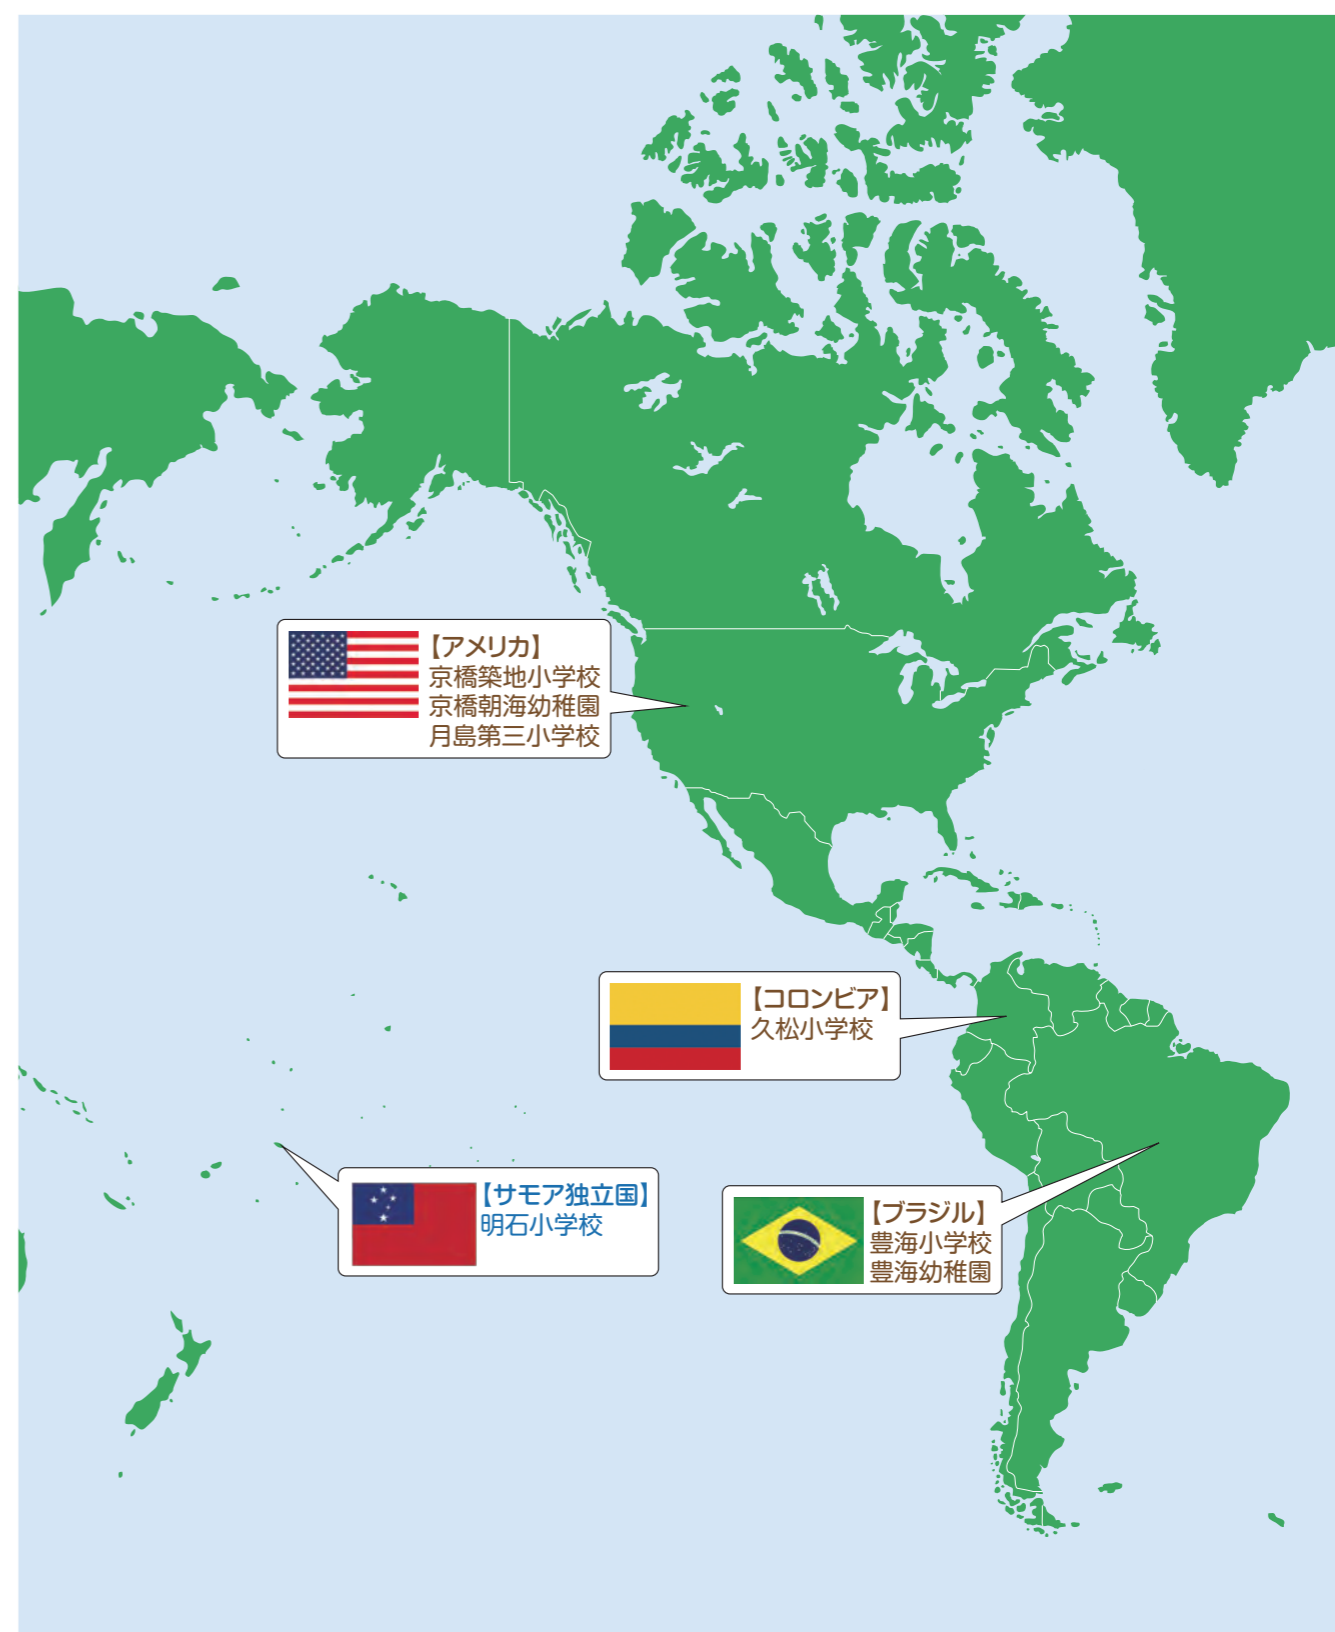 【アメリカ】
京橋築地小学校
京橋朝海幼稚園
月島第三小学校
【コロンビア】
久松小学校
【サモア独立国】
明石小学校
【ブラジル】
豊海小学校
豊海幼稚園